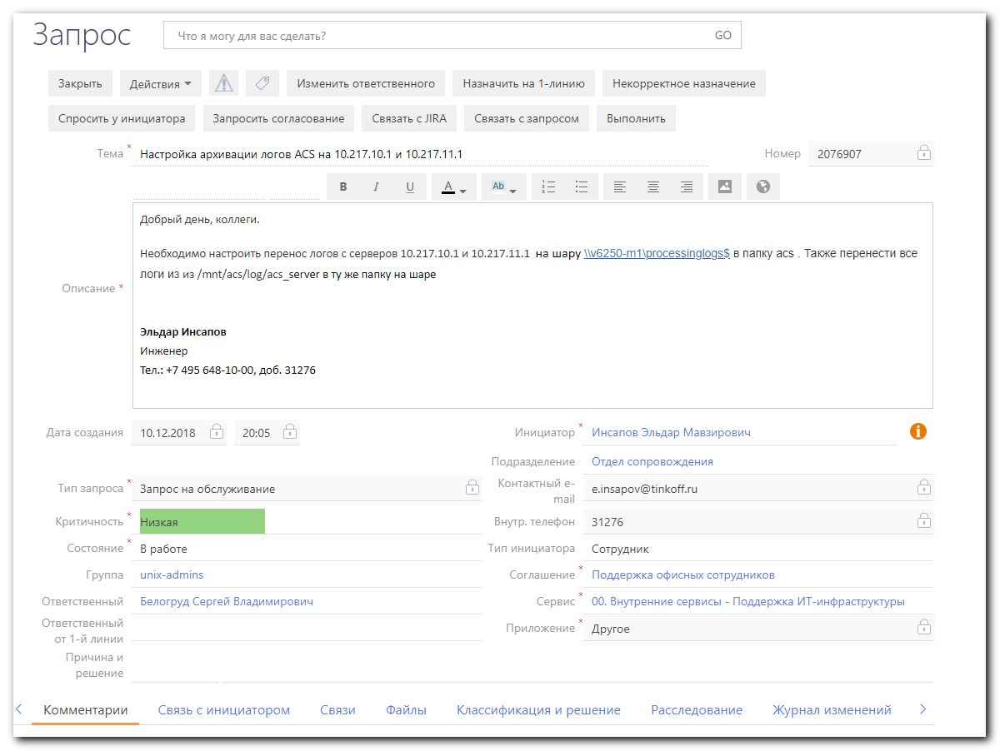 Запрос
Что я могу для вас сделать? GO
Закрыть Действия Изменить ответственного Назначить на 1-линию Некорректное назначение
Спросить у инициатора Запросить согласование Связать с JIRA Связать с запросом Выполнить
Тема * Настройка архивации логов ACS на 10.217.10.1 и 10.217.11.1 Номер 2076907
B I U A Ab
Добрый день, коллеги.
Необходимо настроить перенос логов с серверов 10.217.10.1 и 10.217.11.1 на шару \\v6250-m1\processinglogs$ в папку acs . Также перенести все
логи из из /mnt/acs/log/acs_server в ту же папку на шаре
Описание *
Эльдар Инсапов
Инженер
Тел.: +7 495 648-10-00, доб. 31276
Дата создания 10.12.2018 20:05 Инициатор * Инсапов Эльдар Мавзирович
Подразделение Отдел сопровождения
Тип запроса * Запрос на обслуживание Контактный e-
mail e.insapov@tinkoff.ru
Критичность * Низкая Внутр. телефон 31276
Состояние * В работе Тип инициатора Сотрудник
Группа unix-admins Соглашение * Поддержка офисных сотрудников
Ответственный Белогруд Сергей Владимирович Сервис * 00. Внутренние сервисы - Поддержка ИТ-инфраструктуры
Ответственный
от 1-й линии Приложение * Другое
Причина и
решение
Комментарии Связь с инициатором Связи Файлы Классификация и решение Расследование Журнал изменений